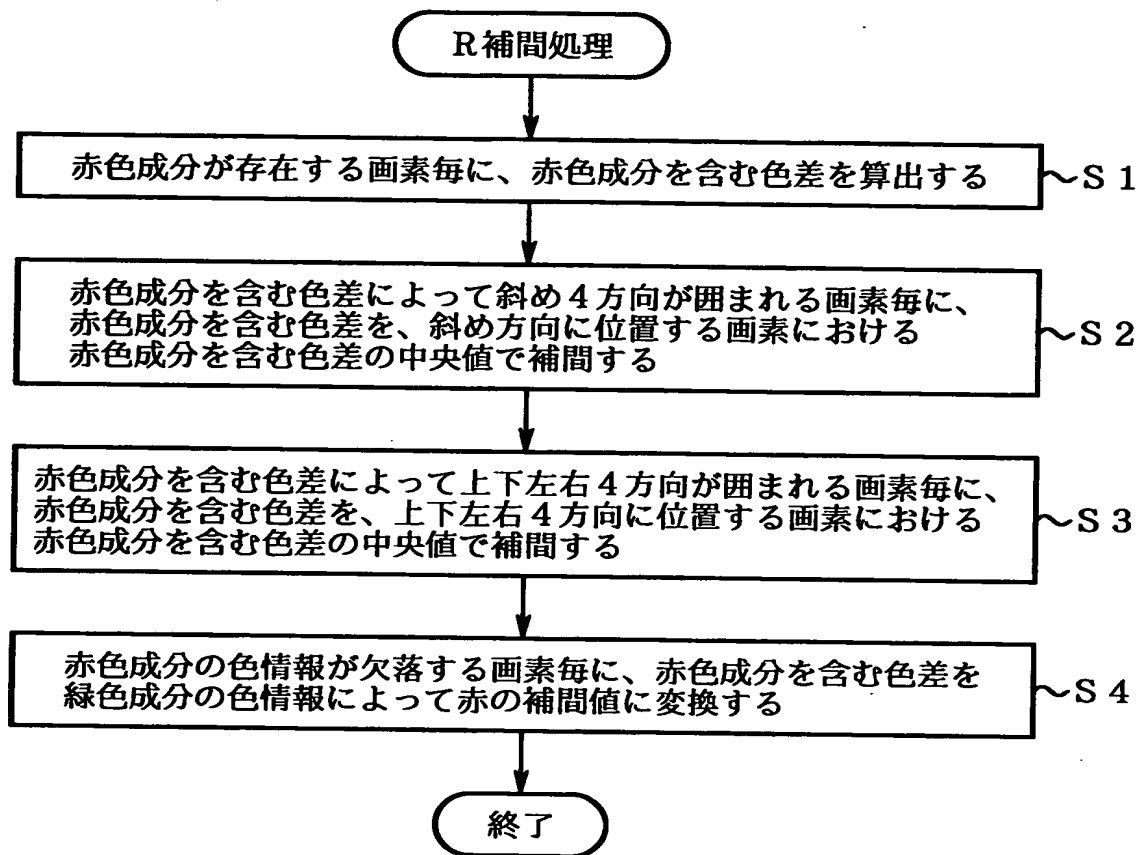 R補間処理
赤色成分が存在する画素毎に、赤色成分を含む色差を算出する
～S1
赤色成分を含む色差によって斜め4方向が囲まれる画素毎に、
赤色成分を含む色差を、斜め方向に位置する画素における
赤色成分を含む色差の中央値で補間する
～S2
赤色成分を含む色差によって上下左右4方向が囲まれる画素毎に、
赤色成分を含む色差を、上下左右4方向に位置する画素における
赤色成分を含む色差の中央値で補間する
～S3
赤色成分の色情報が欠落する画素毎に、赤色成分を含む色差を
緑色成分の色情報によって赤の補間値に変換する
～S4
終了